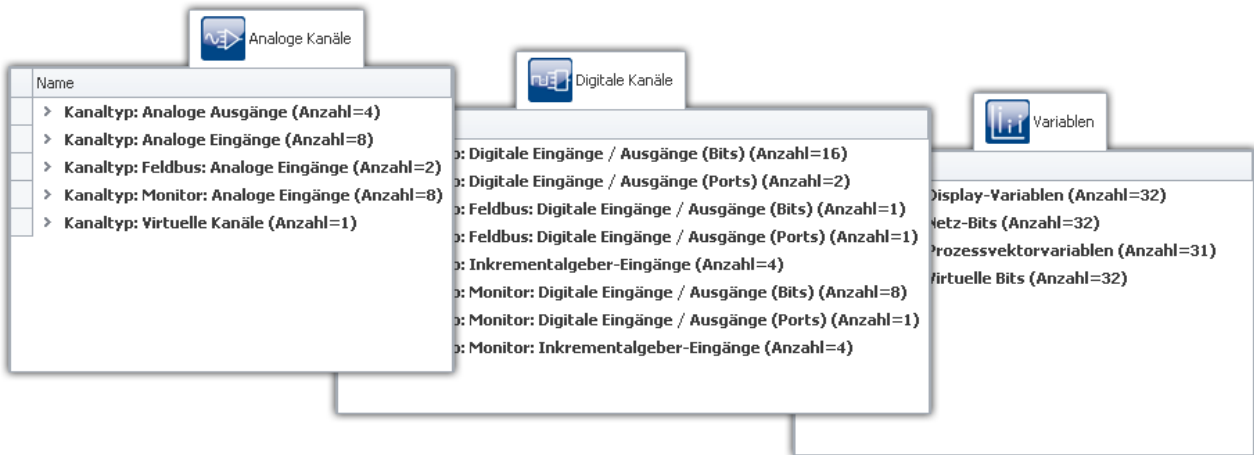 Analoge Kanäle
Name
Kanaltyp: Analoge Ausgänge (Anzahl=4)
Kanaltyp: Analoge Eingänge (Anzahl=8)
Kanaltyp: Feldbus: Analoge Eingänge (Anzahl=2)
Kanaltyp: Monitor: Analoge Eingänge (Anzahl=8)
Kanaltyp: Virtuelle Kanäle (Anzahl=1)
Digitale Kanäle
: Digitale Eingänge / Ausgänge (Bits) (Anzahl=16)
: Digitale Eingänge / Ausgänge (Ports) (Anzahl=2)
: Feldbus: Digitale Eingänge / Ausgänge (Bits) (Anzahl=1)
: Feldbus: Digitale Eingänge / Ausgänge (Ports) (Anzahl=1)
: Inkrementalgeber-Eingänge (Anzahl=4)
: Monitor: Digitale Eingänge / Ausgänge (Bits) (Anzahl=8)
: Monitor: Digitale Eingänge / Ausgänge (Ports) (Anzahl=1)
: Monitor: Inkrementalgeber-Eingänge (Anzahl=4)
Variablen
Display-Variablen (Anzahl=32)
Netz-Bits (Anzahl=32)
Prozessvektorvariablen (Anzahl=31)
Virtuelle Bits (Anzahl=32)